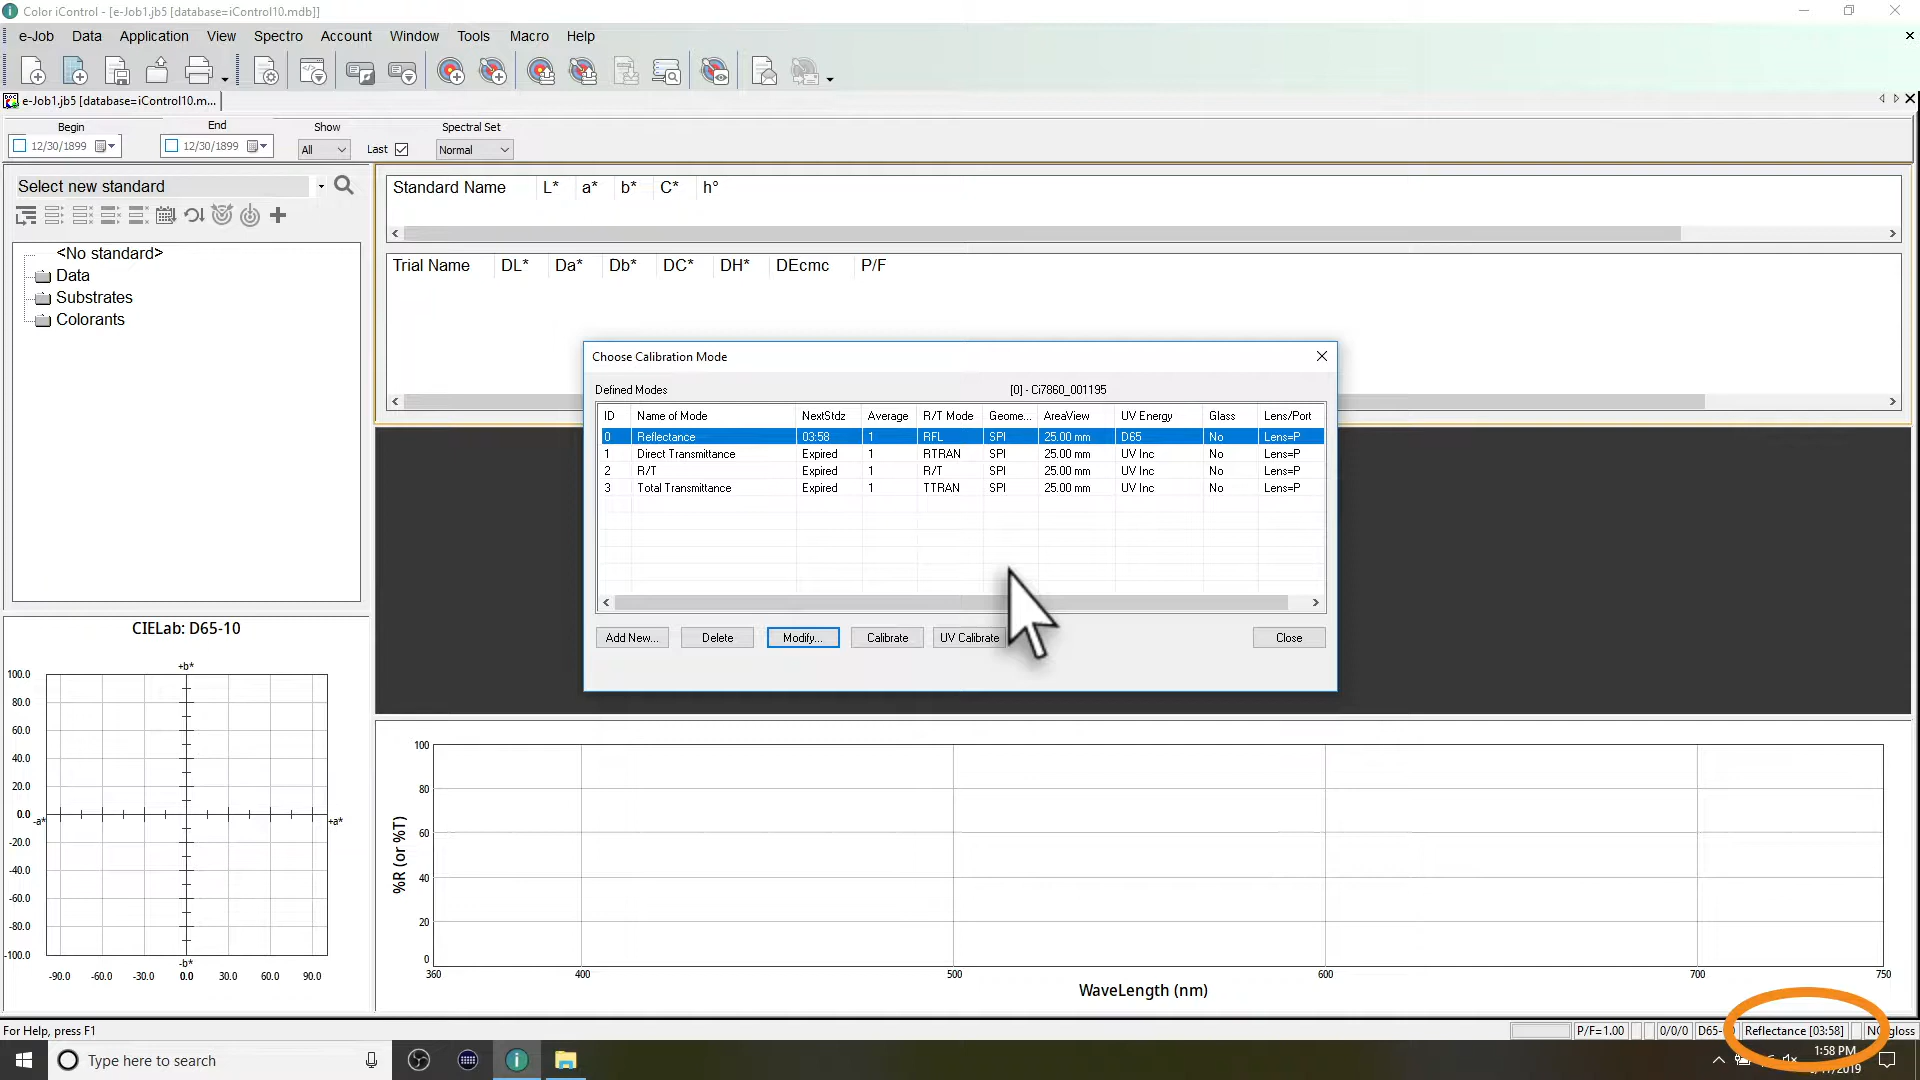 Color iControl - [e-Job1.jb5 [database=iControl10.mdb]]
e-Job Data Application View Spectro Account Window Tools Macro Help
e-Job1.jb5 [database=iControl10.m...
Begin End Show Spectral Set
12/30/1899 12/30/1899 All Last Normal
Select new standard
<No standard>
Data
Substrates
Colorants
Standard Name L* a* b* C* h°
Trial Name DL* Da* Db* DC* DH* DEcmc P/F
Choose Calibration Mode
Defined Modes [0] - Ci7860_001195
ID Name of Mode NextStdz Average R/T Mode Geome... AreaView UV Energy Glass Lens/Port
0 Reflectance 03:58 1 RFL SPI 25.00 mm D65 No Lens=P
1 Direct Transmittance Expired 1 RTRAN SPI 25.00 mm UV Inc No Lens=P
2 R/T Expired 1 R/T SPI 25.00 mm UV Inc No Lens=P
3 Total Transmittance Expired 1 TTRAN SPI 25.00 mm UV Inc No Lens=P
Add New... Delete Modify... Calibrate UV Calibrate Close
CIELab: D65-10
+b*
100.0
80.0
60.0
40.0
20.0
0.0
-a* +a*
-20.0
-40.0
-60.0
-80.0
-100.0
-b*
-90.0 -60.0 -30.0 0.0 30.0 60.0 90.0
100
80
60
40
20
0
%R (or %T)
360 400 500 600 700 750
WaveLength (nm)
For Help, press F1
P/F=1.00 0/0/0 D65- Reflectance [03:58] gloss
Type here to search
1:58 PM
/2019